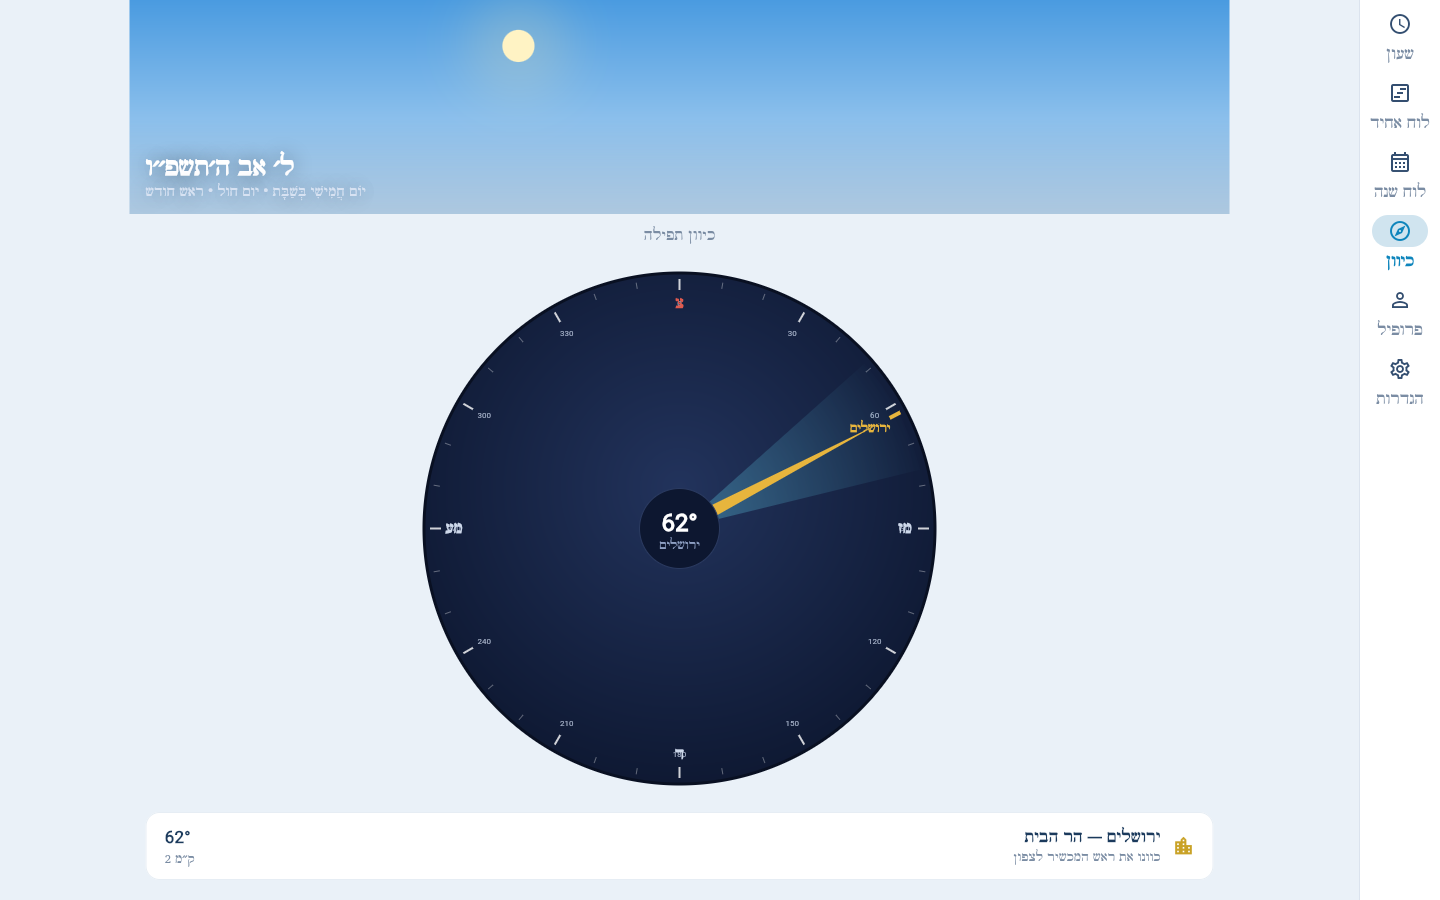 שעון
לוח אחיד
לוח שנה
כיוון
פרופיל
הגדרות
ל׳ אב ה׳תשפ״ו
יוֹם חֲמִישִׁי בְּשַׁבָּת • יום חול • ראש חודש
כיוון תפילה
צ
30
60
ירושלים
מז
120
150
180
ד
210
240
מע
300
330
62°
ירושלים
ירושלים — הר הבית
כוונו את ראש המכשיר לצפון
62°
2 ק״מ